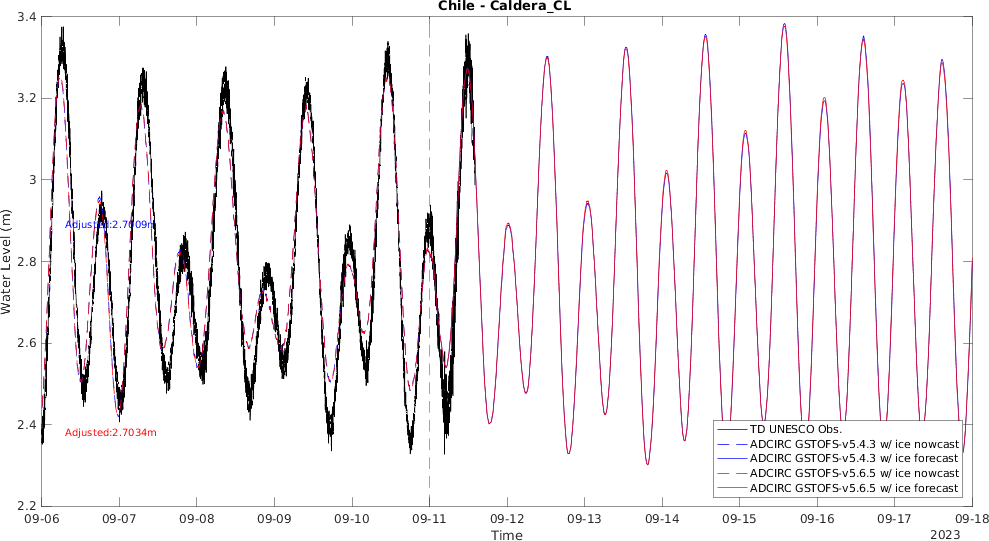 Chile - Caldera_CL
3.4
3.2
3
2.8
2.6
2.4
2.2
Water Level (m)
Adjusted:2.7009m
Adjusted:2.7034m
TD UNESCO Obs.
ADCIRC GSTOFS-v5.4.3 w/ ice nowcast
ADCIRC GSTOFS-v5.4.3 w/ ice forecast
ADCIRC GSTOFS-v5.6.5 w/ ice nowcast
ADCIRC GSTOFS-v5.6.5 w/ ice forecast
09-06 09-07 09-08 09-09 09-10 09-11 09-12 09-13 09-14 09-15 09-16 09-17 09-18
Time
2023